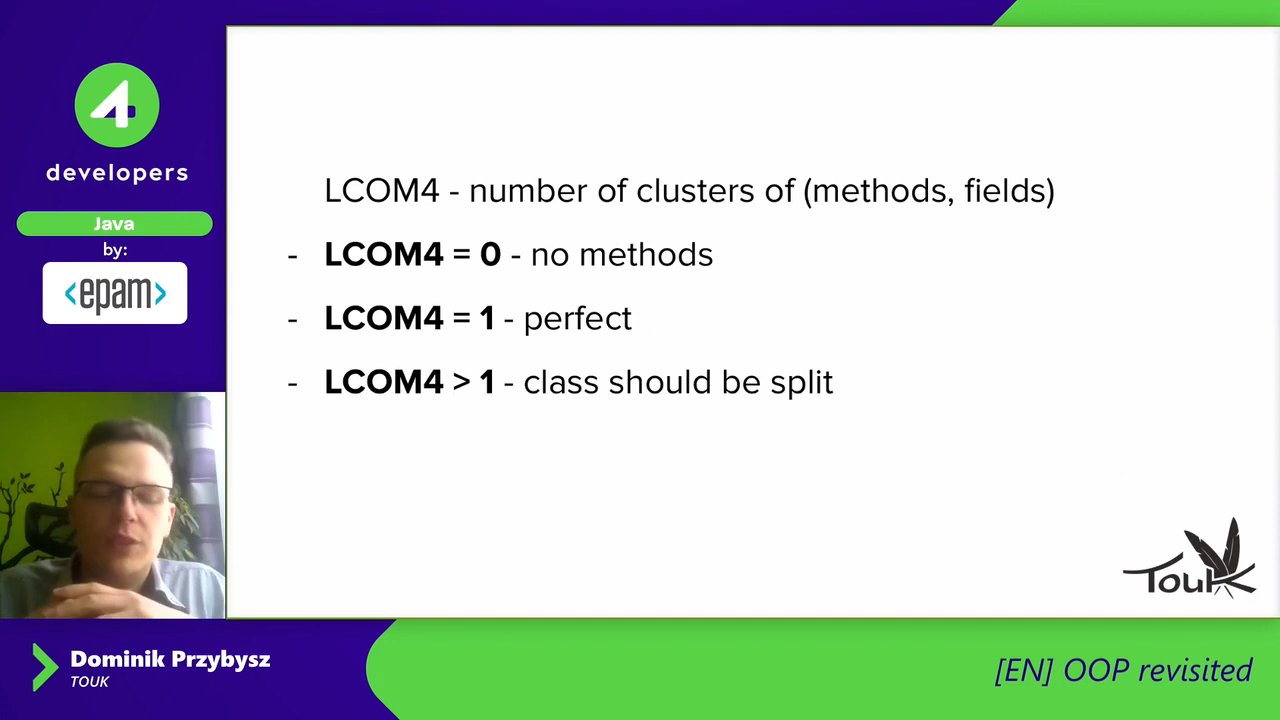 4
developers
Java
by:
<epam>
LCOM4 - number of clusters of (methods, fields)
- LCOM4 = 0 - no methods
- LCOM4 = 1 - perfect
- LCOM4 > 1 - class should be split
Touk
Dominik Przybysz
TOUK
[EN] OOP revisited